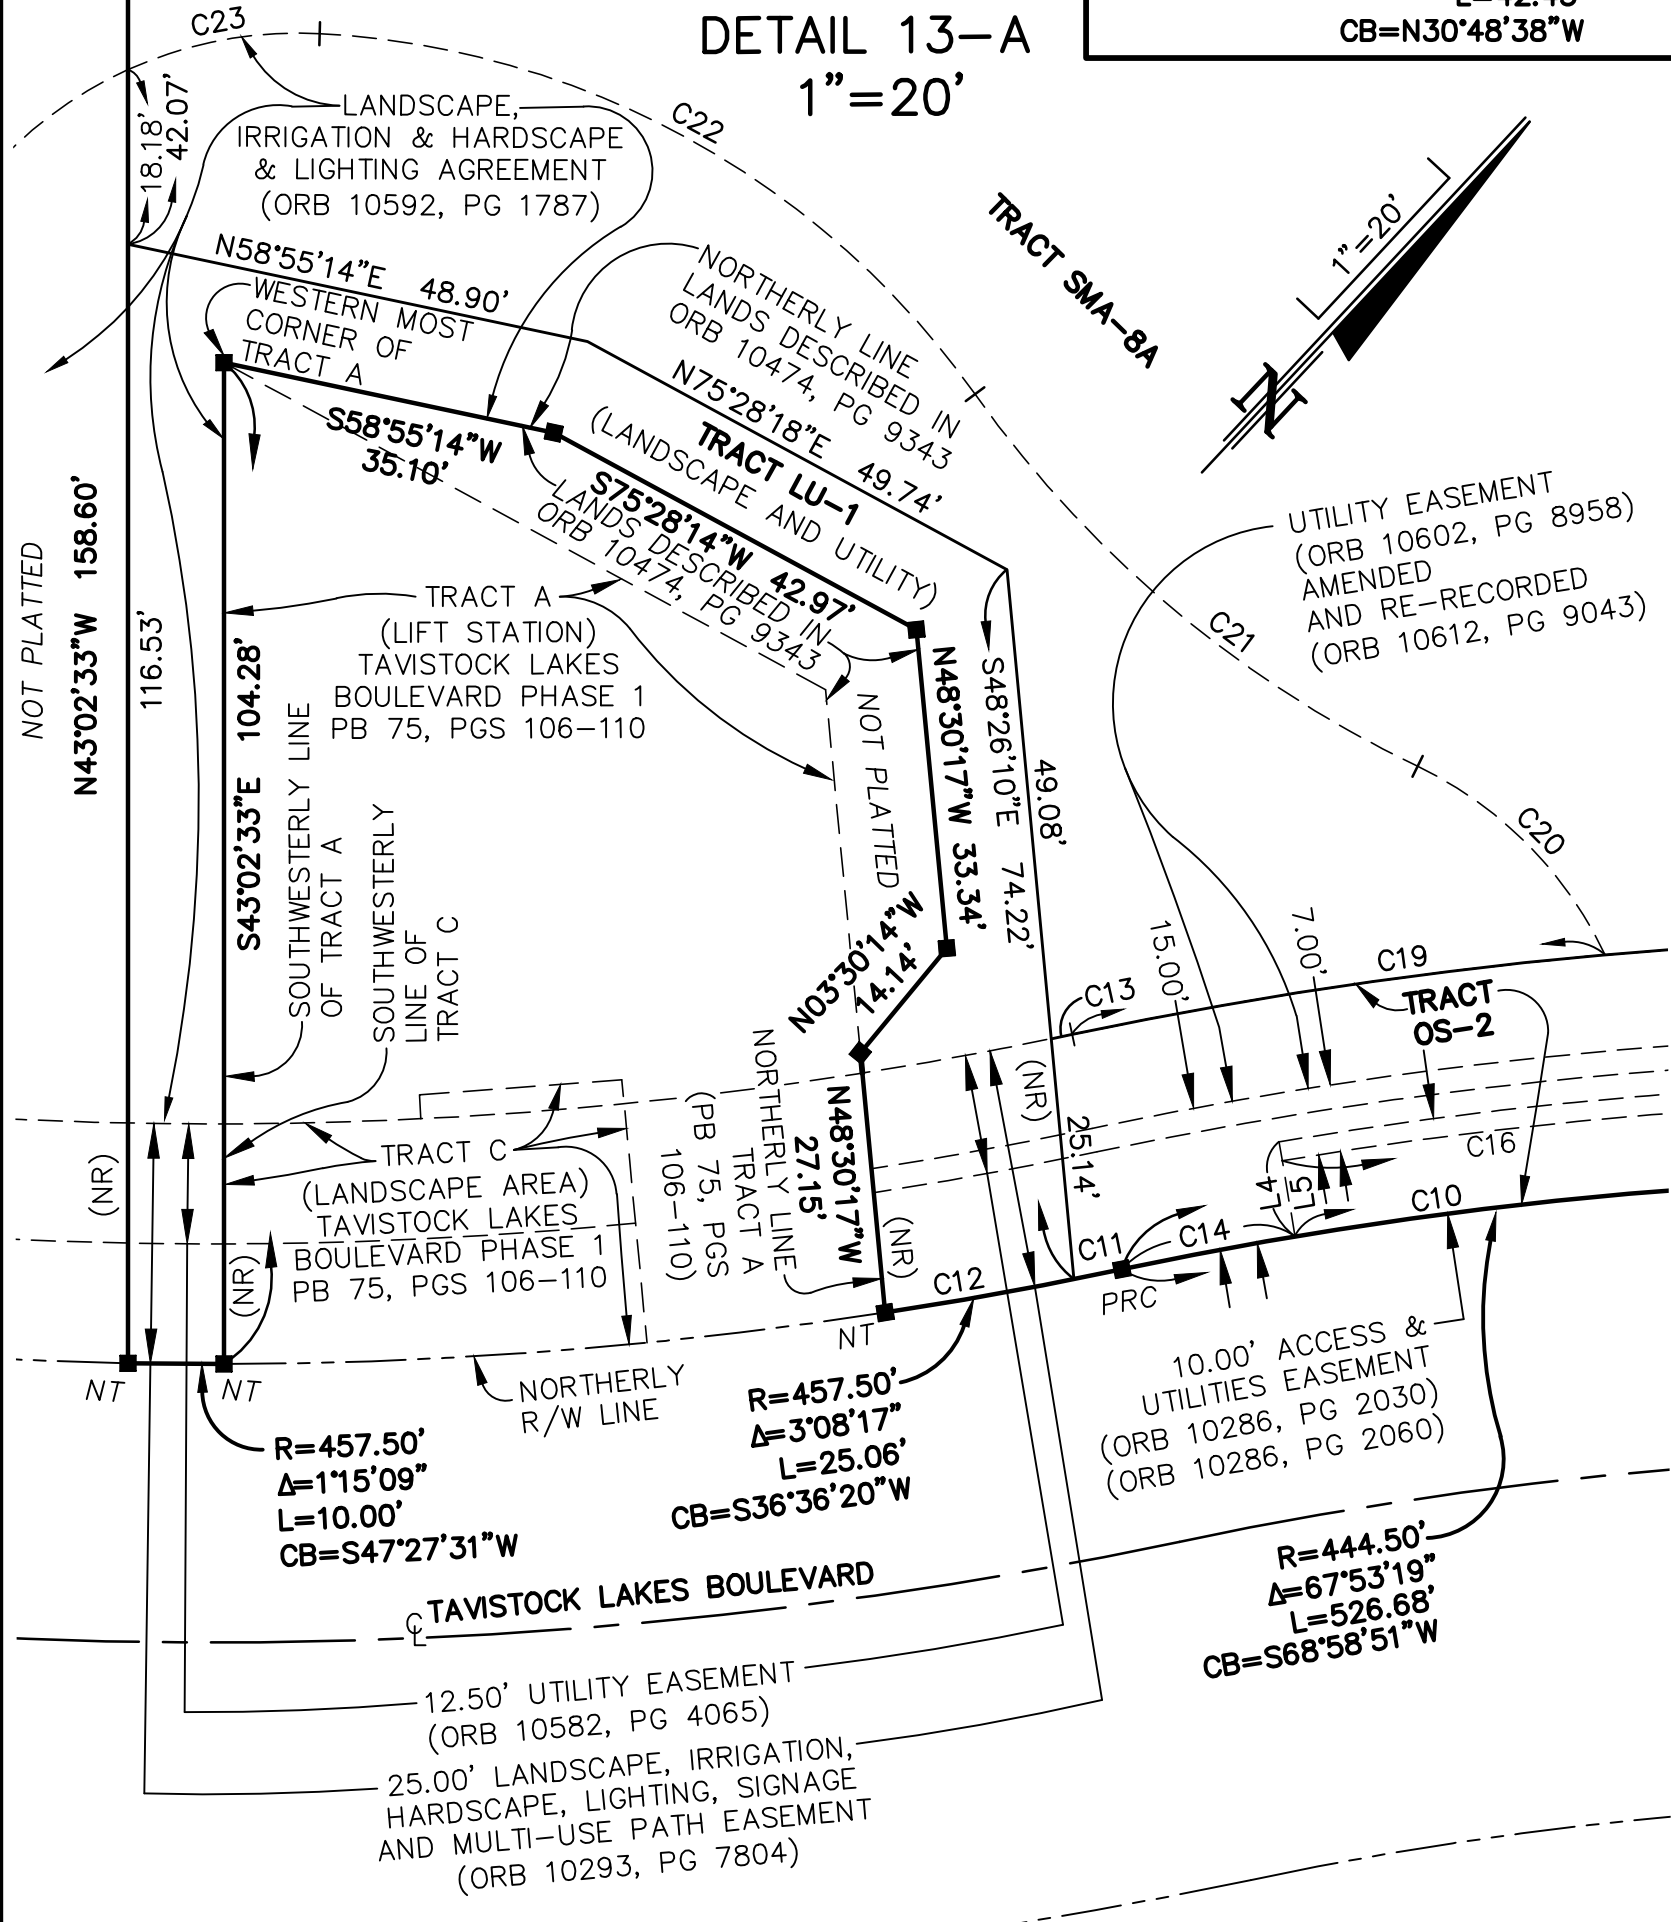 DETAIL 13-A
1"=20'
CB=N30°48'38"W
C23
C22
18.18'
42.07'
LANDSCAPE,
IRRIGATION & HARDSCAPE
& LIGHTING AGREEMENT
(ORB 10592, PG 1787)
TRACT SMA-8A
1"=20'
N
N58°55'14"E 48.90'
WESTERN MOST
CORNER OF
TRACT A
NORTHERLY LINE
LANDS DESCRIBED IN
ORB 10474, PG 9343
N75°28'18"E 49.74'
TRACT LU-1
(LANDSCAPE AND UTILITY)
S58°55'14"W
35.10'
S75°28'14"W 42.97'
LANDS DESCRIBED IN
ORB 10474, PG 9343
UTILITY EASEMENT
(ORB 10602, PG 8958)
AMENDED
AND RE-RECORDED
(ORB 10612, PG 9043)
C21
C20
NOT PLATTED
N43°02'33"W 158.60'
116.53'
S43°02'33"E 104.28'
TRACT A
(LIFT STATION)
TAVISTOCK LAKES
BOULEVARD PHASE 1
PB 75, PGS 106-110
SOUTHWESTERLY LINE
OF TRACT A
SOUTHWESTERLY
LINE OF
TRACT C
NOT PLATTED
N48°30'17"W 33.34'
S48°26'10"E 74.22'
49.08'
N03°30'14"W
14.14'
C13
15.00'
7.00'
C19
TRACT
OS-2
(NR)
25.14'
NORTHERLY LINE
TRACT A
(PB 75, PGS
106-110)
N48°30'17"W
27.15'
(NR)
(NR)
(NR)
TRACT C
(LANDSCAPE AREA)
TAVISTOCK LAKES
BOULEVARD PHASE 1
PB 75, PGS 106-110
C16
L4
L5
C10
C14
C11
C12
PRC
NT
NT
NT
NORTHERLY
R/W LINE
R=457.50'
Δ=1°15'09"
L=10.00'
CB=S47°27'31"W
R=457.50'
Δ=3°08'17"
L=25.06'
CB=S36°36'20"W
10.00' ACCESS &
UTILITIES EASEMENT
(ORB 10286, PG 2030)
(ORB 10286, PG 2060)
R=444.50'
Δ=67°53'19"
L=526.68'
CB=S68°58'51"W
CL TAVISTOCK LAKES BOULEVARD
12.50' UTILITY EASEMENT
(ORB 10582, PG 4065)
25.00' LANDSCAPE, IRRIGATION,
HARDSCAPE, LIGHTING, SIGNAGE
AND MULTI-USE PATH EASEMENT
(ORB 10293, PG 7804)